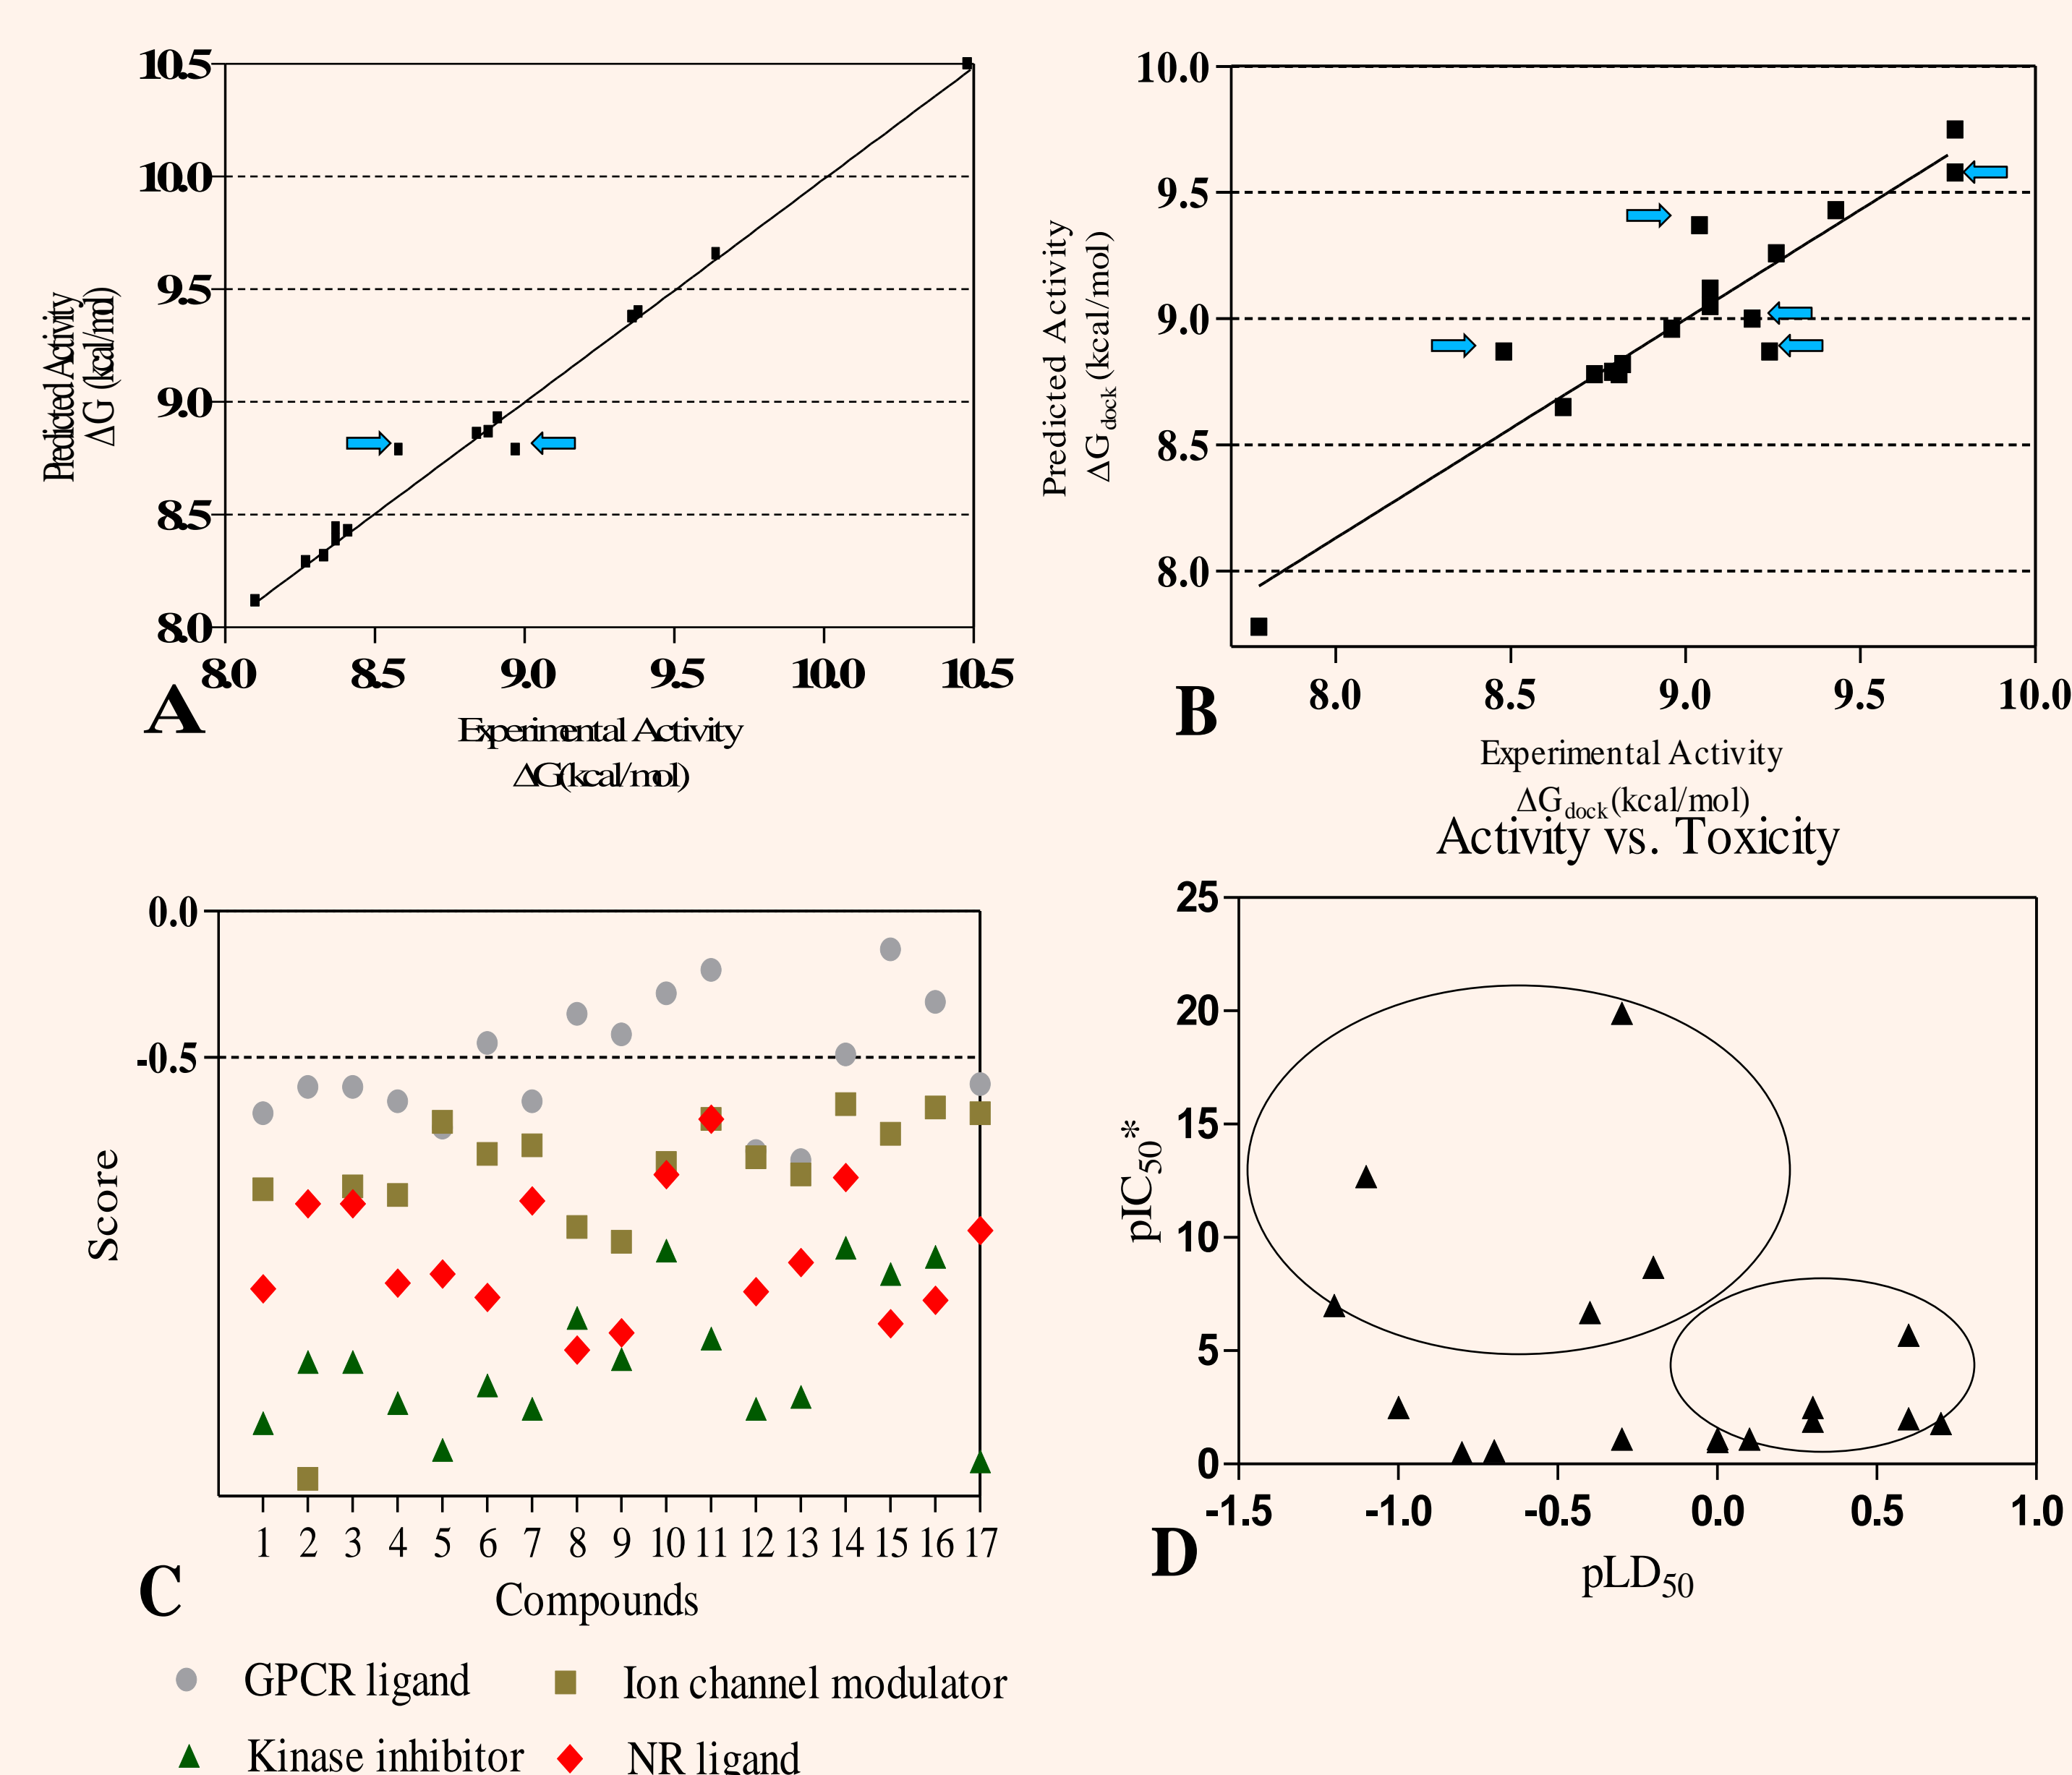 10.5
10.0
9.5
9.0
8.5
8.0
8.0 8.5 9.0 9.5 10.0 10.5
Predicted Activity
ΔG (kcal/mol)
A
Experimental Activity
ΔG(kcal/mol)
10.0
9.5
9.0
8.5
8.0
8.0 8.5 9.0 9.5 10.0
Predicted Activity
ΔGdock (kcal/mol)
B
Experimental Activity
ΔGdock (kcal/mol)
0.0
-0.5
Score
1 2 3 4 5 6 7 8 9 10 11 12 13 14 15 16 17
C
Compounds
GPCR ligand
Ion channel modulator
Kinase inhibitor
NR ligand
Activity vs. Toxicity
25
20
15
10
5
0
pIC50*
-1.5 -1.0 -0.5 0.0 0.5 1.0
D
pLD50